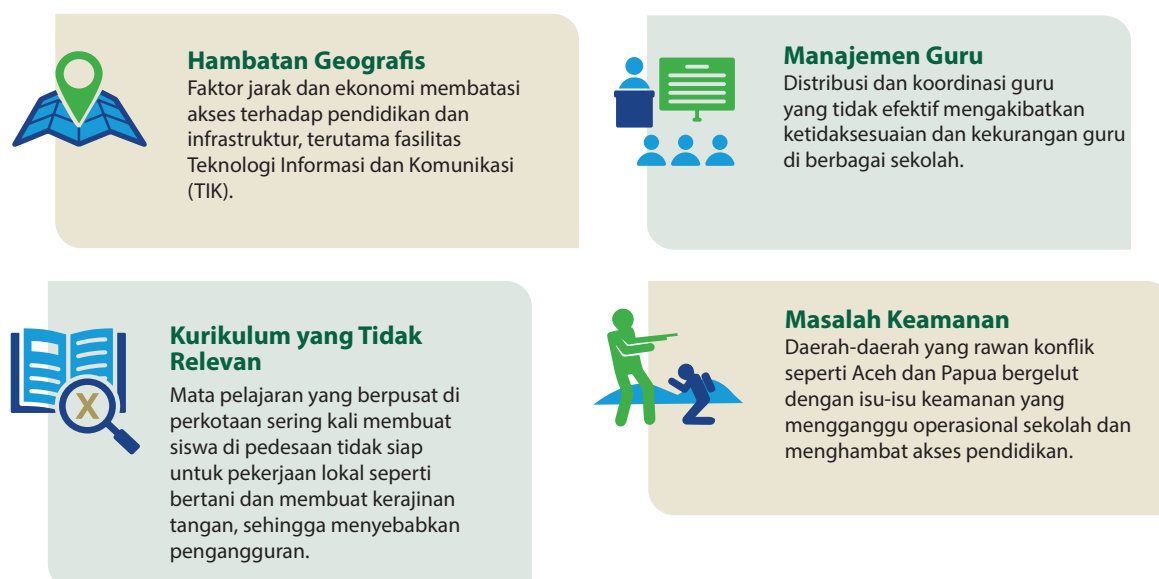 Hambatan Geografis
Faktor jarak dan ekonomi membatasi
akses terhadap pendidikan dan
infrastruktur, terutama fasilitas
Teknologi Informasi dan Komunikasi
(TIK).
Manajemen Guru
Distribusi dan koordinasi guru
yang tidak efektif mengakibatkan
ketidaksesuaian dan kekurangan guru
di berbagai sekolah.
Kurikulum yang Tidak
Relevan
Mata pelajaran yang berpusat di
perkotaan sering kali membuat
siswa di pedesaan tidak siap
untuk pekerjaan lokal seperti
bertani dan membuat kerajinan
tangan, sehingga menyebabkan
pengangguran.
X
Masalah Keamanan
Daerah-daerah yang rawan konflik
seperti Aceh dan Papua bergelut
dengan isu-isu keamanan yang
mengganggu operasional sekolah dan
menghambat akses pendidikan.